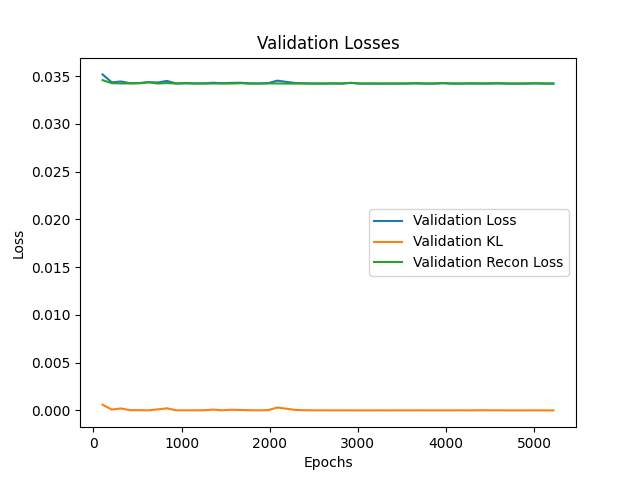 Validation Losses
0.035
0.030
0.025
0.020
0.015
0.010
0.005
0.000
Loss
Validation Loss
Validation KL
Validation Recon Loss
0 1000 2000 3000 4000 5000
Epochs